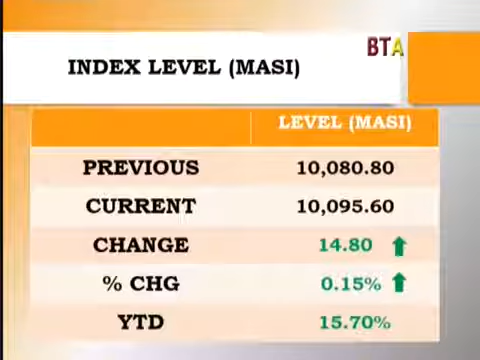 BTA
INDEX LEVEL (MASI)
LEVEL (MASI)
PREVIOUS 10,080.80
CURRENT 10,095.60
CHANGE 14.80
% CHG 0.15%
YTD 15.70%